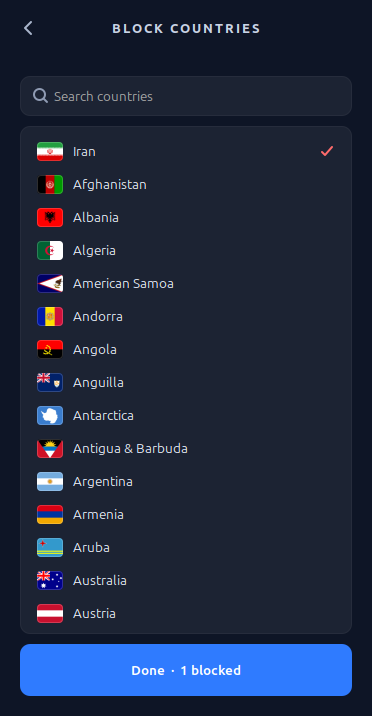 BLOCK COUNTRIES
Search countries
Iran
Afghanistan
Albania
Algeria
American Samoa
Andorra
Angola
Anguilla
Antarctica
Antigua & Barbuda
Argentina
Armenia
Aruba
Australia
Austria
Done · 1 blocked